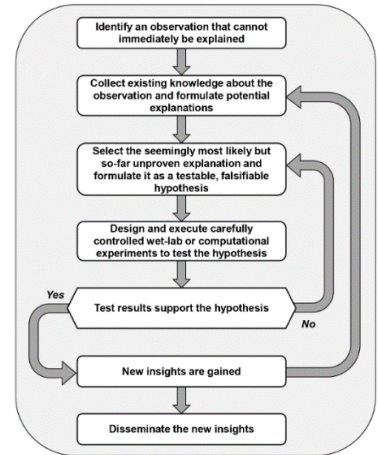 Identify an observation that cannot
immediately be explained
Collect existing knowledge about the
observation and formulate potential
explanations
Select the seemingly most likely but
so-far unproven explanation and
formulate it as a testable, falsifiable
hypothesis
Design and execute carefully
controlled wet-lab or computational
experiments to test the hypothesis
Yes
Test results support the hypothesis
No
New insights are gained
Disseminate the new insights